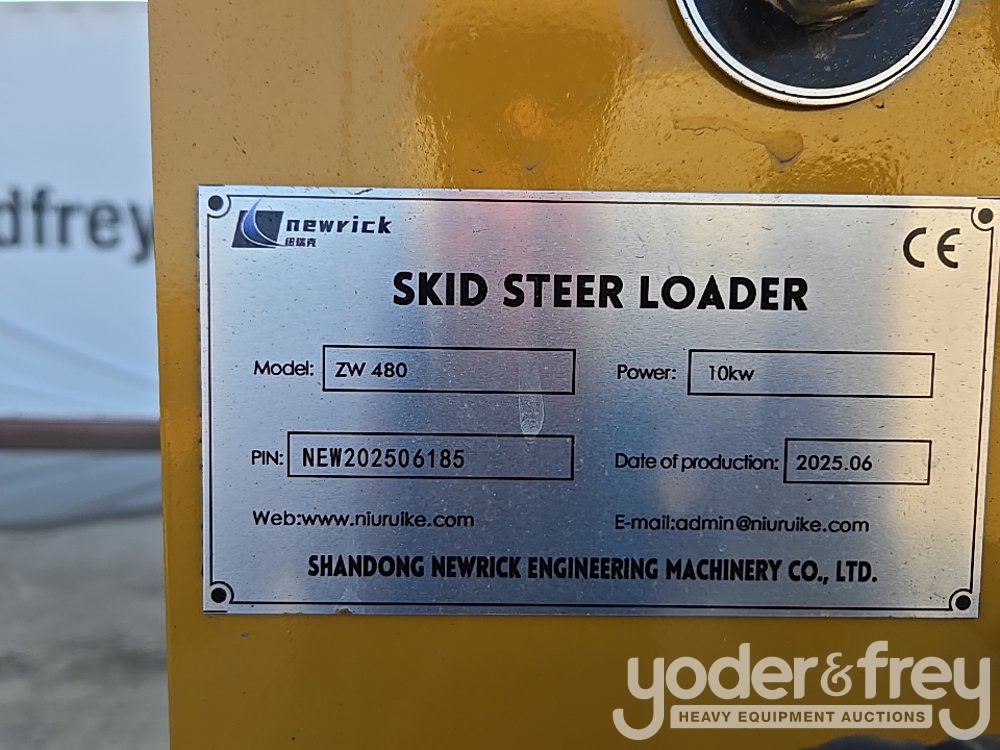 dfrey
newrick
纽瑞克
CE
SKID STEER LOADER
Model: ZW 480
Power: 10kw
PIN: NEW202506185
Date of production: 2025.06
Web:www.niuruike.com
E-mail:admin@niuruike.com
SHANDONG NEWRICK ENGINEERING MACHINERY CO., LTD.
yoder&frey
HEAVY EQUIPMENT AUCTIONS